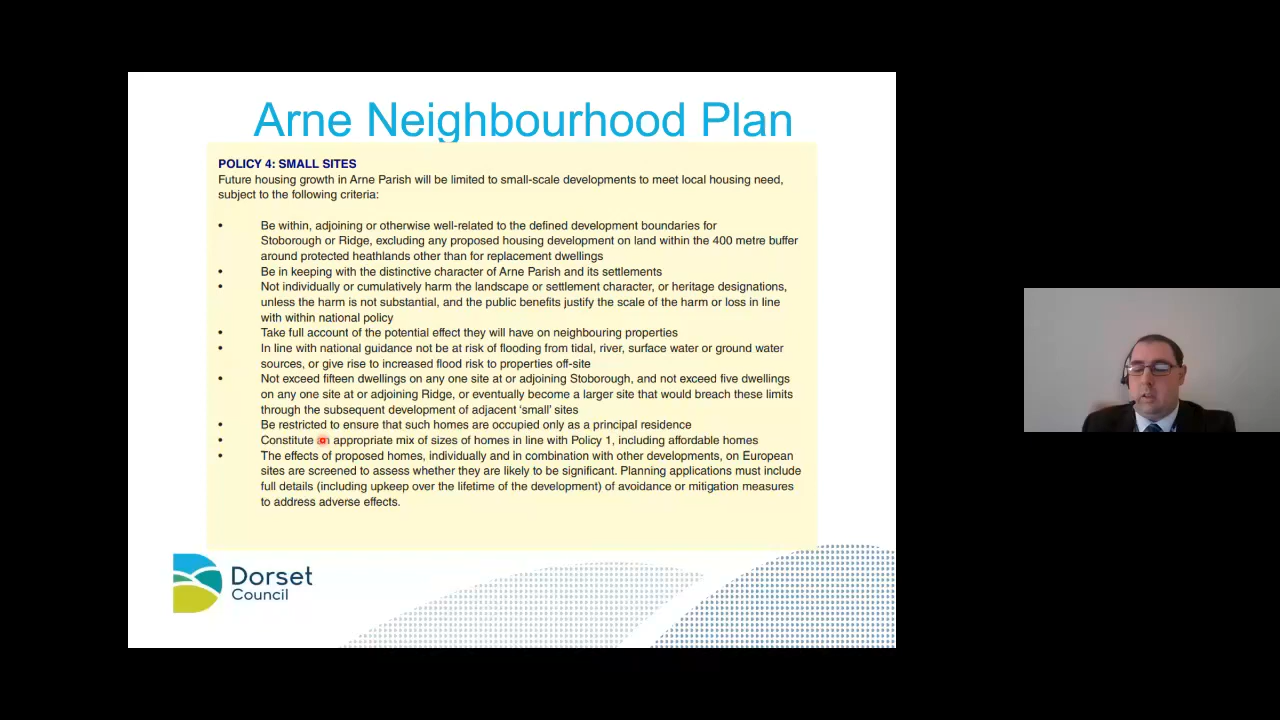 Arne Neighbourhood Plan
POLICY 4: SMALL SITES
Future housing growth in Arne Parish will be limited to small-scale developments to meet local housing need,
subject to the following criteria:
• Be within, adjoining or otherwise well-related to the defined development boundaries for
Stoborough or Ridge, excluding any proposed housing development on land within the 400 metre buffer
around protected heathlands other than for replacement dwellings
• Be in keeping with the distinctive character of Arne Parish and its settlements
• Not individually or cumulatively harm the landscape or settlement character, or heritage designations,
unless the harm is not substantial, and the public benefits justify the scale of the harm or loss in line
with within national policy
• Take full account of the potential effect they will have on neighbouring properties
• In line with national guidance not be at risk of flooding from tidal, river, surface water or ground water
sources, or give rise to increased flood risk to properties off-site
• Not exceed fifteen dwellings on any one site at or adjoining Stoborough, and not exceed five dwellings
on any one site at or adjoining Ridge, or eventually become a larger site that would breach these limits
through the subsequent development of adjacent ‘small’ sites
• Be restricted to ensure that such homes are occupied only as a principal residence
• Constitute an appropriate mix of sizes of homes in line with Policy 1, including affordable homes
• The effects of proposed homes, individually and in combination with other developments, on European
sites are screened to assess whether they are likely to be significant. Planning applications must include
full details (including upkeep over the lifetime of the development) of avoidance or mitigation measures
to address adverse effects.
Dorset
Council